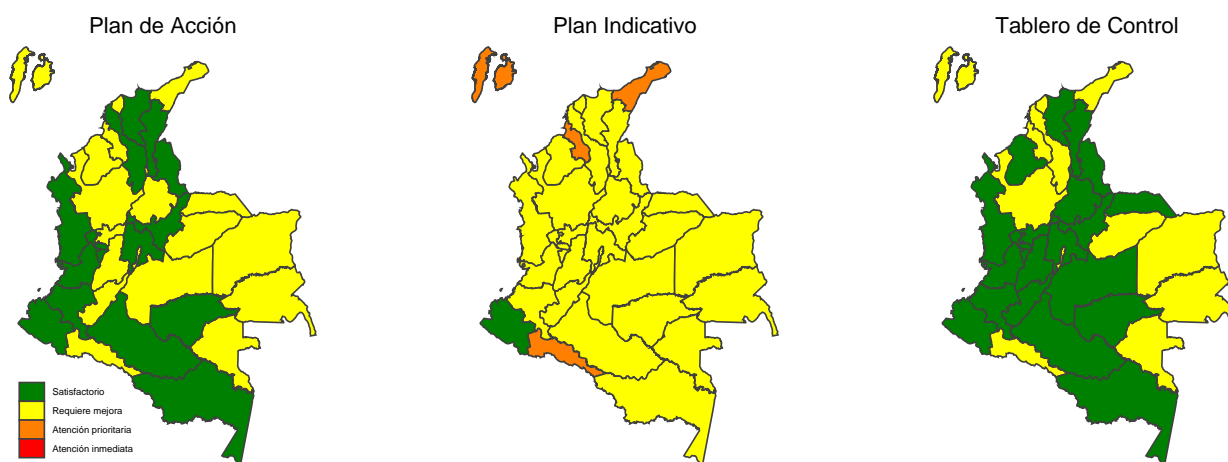 Plan de Acción
Plan Indicativo
Tablero de Control
Satisfactorio
Requiere mejora
Atención prioritaria
Atención inmediata